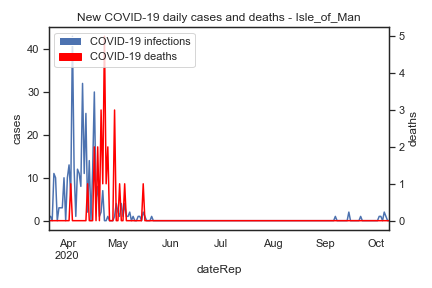 New COVID-19 daily cases and deaths - Isle_of_Man
COVID-19 infections
COVID-19 deaths
40
30
20
10
0
cases
5
4
3
2
1
0
deaths
Apr May Jun Jul Aug Sep Oct
2020
dateRep